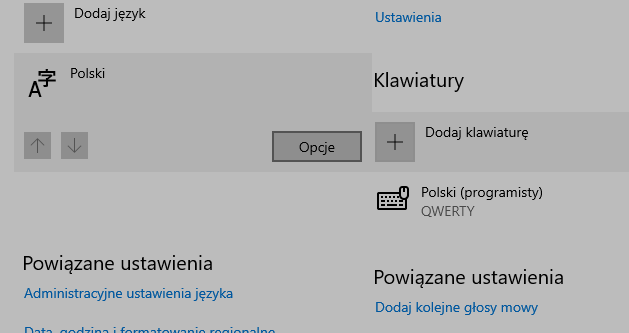 Dodaj język
Polski
Opcje
Powiązane ustawienia
Administracyjne ustawienia języka
Data, godzina i formatowanie regionalne
Ustawienia
Klawiatury
Dodaj klawiaturę
Polski (programisty)
QWERTY
Powiązane ustawienia
Dodaj kolejne głosy mowy